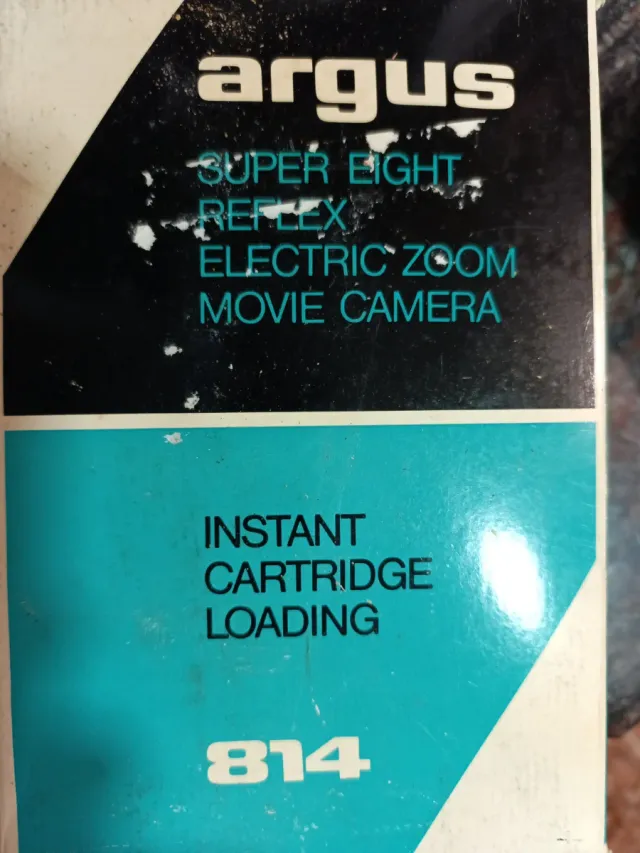 argus
SUPER EIGHT
REFLEX
ELECTRIC ZOOM
MOVIE CAMERA
INSTANT
CARTRIDGE
LOADING
814